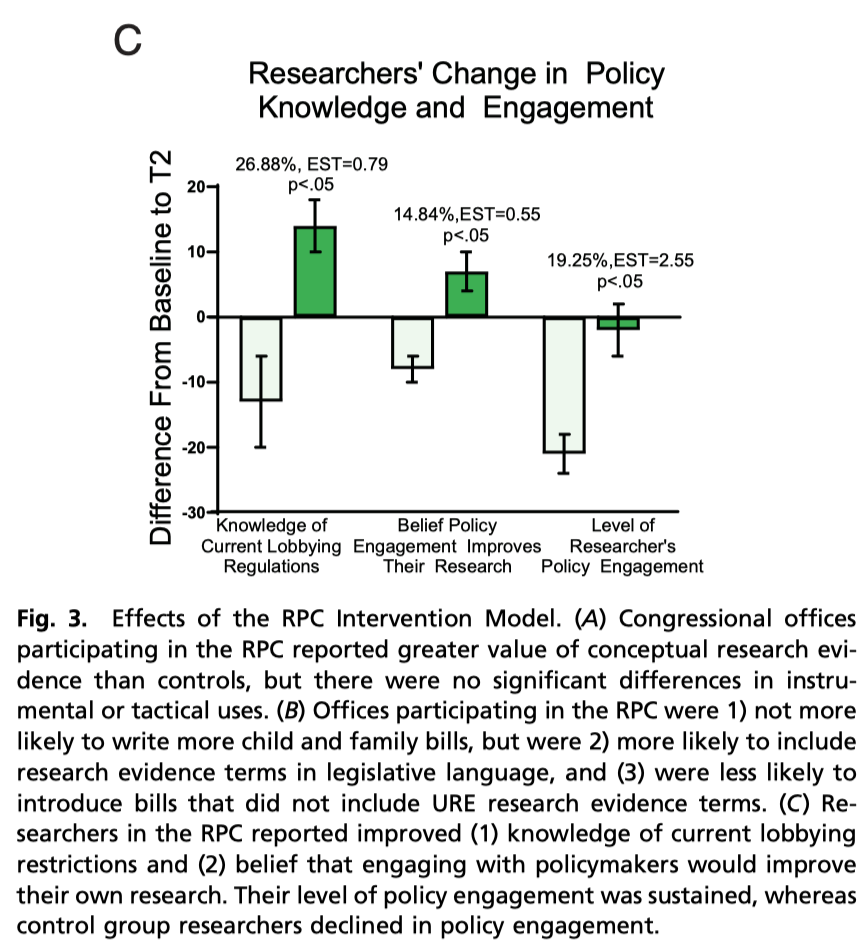 C
Researchers' Change in Policy
Knowledge and Engagement
Difference From Baseline to T2
26.88%, EST=0.79
p<.05
14.84%,EST=0.55
p<.05
19.25%,EST=2.55
p<.05
20
10
0
-10
-20
-30
Knowledge of
Current Lobbying
Regulations
Belief Policy
Engagement Improves
Their Research
Level of
Researcher's
Policy Engagement
Fig. 3. Effects of the RPC Intervention Model. (A) Congressional offices
participating in the RPC reported greater value of conceptual research evi-
dence than controls, but there were no significant differences in instru-
mental or tactical uses. (B) Offices participating in the RPC were 1) not more
likely to write more child and family bills, but were 2) more likely to include
research evidence terms in legislative language, and (3) were less likely to
introduce bills that did not include URE research evidence terms. (C) Re-
searchers in the RPC reported improved (1) knowledge of current lobbying
restrictions and (2) belief that engaging with policymakers would improve
their own research. Their level of policy engagement was sustained, whereas
control group researchers declined in policy engagement.